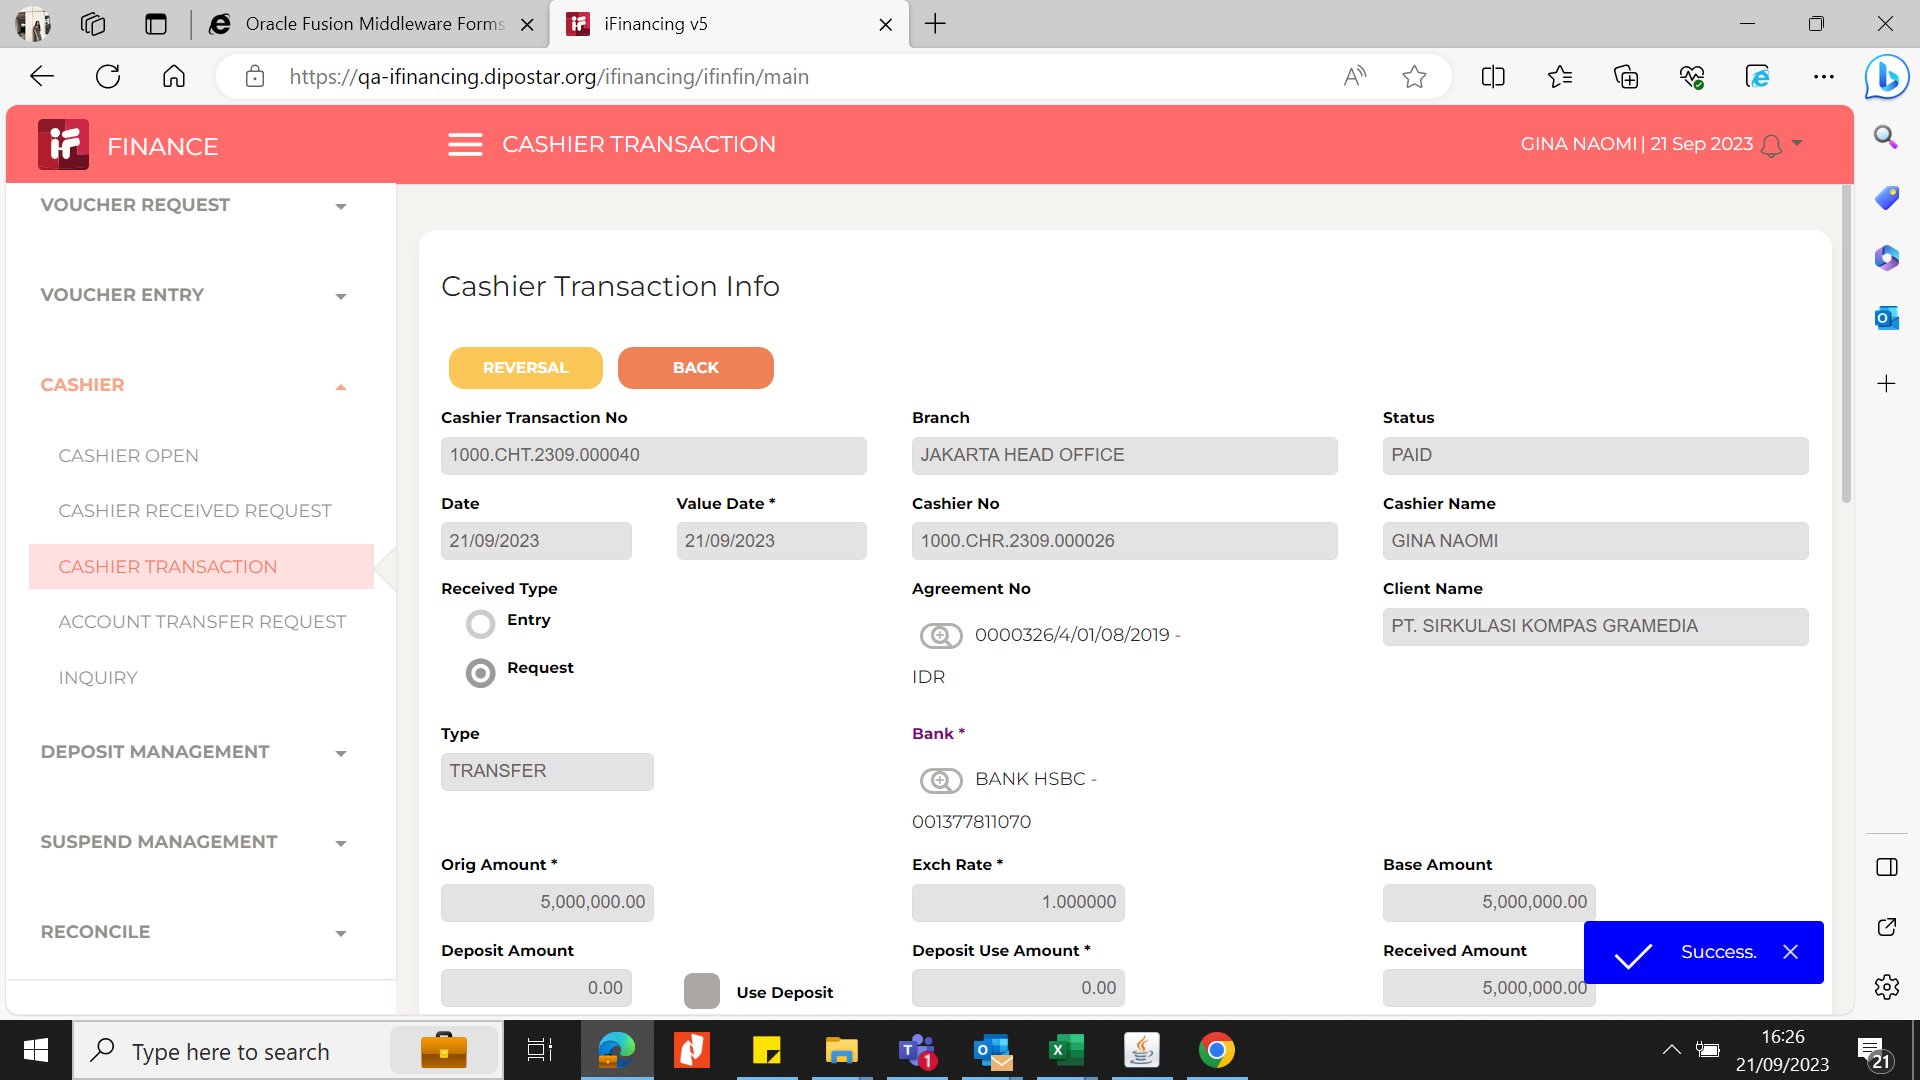 Oracle Fusion Middleware Forms
iFinancing v5
https://qa-ifinancing.dipostar.org/ifinancing/ifinfin/main
iF FINANCE
CASHIER TRANSACTION
GINA NAOMI | 21 Sep 2023
VOUCHER REQUEST
VOUCHER ENTRY
CASHIER
CASHIER OPEN
CASHIER RECEIVED REQUEST
CASHIER TRANSACTION
ACCOUNT TRANSFER REQUEST
INQUIRY
DEPOSIT MANAGEMENT
SUSPEND MANAGEMENT
RECONCILE
Cashier Transaction Info
REVERSAL BACK
Cashier Transaction No Branch Status
1000.CHT.2309.000040 JAKARTA HEAD OFFICE PAID
Date Value Date * Cashier No Cashier Name
21/09/2023 21/09/2023 1000.CHR.2309.000026 GINA NAOMI
Received Type Agreement No Client Name
Entry
Request
0000326/4/01/08/2019 -
IDR
PT. SIRKULASI KOMPAS GRAMEDIA
Type Bank *
TRANSFER BANK HSBC -
001377811070
Orig Amount * Exch Rate * Base Amount
5,000,000.00 1.000000 5,000,000.00
Deposit Amount Deposit Use Amount * Received Amount
0.00 Use Deposit 0.00 5,000,000.00
Success.
Type here to search
1
16:26
21/09/2023
21